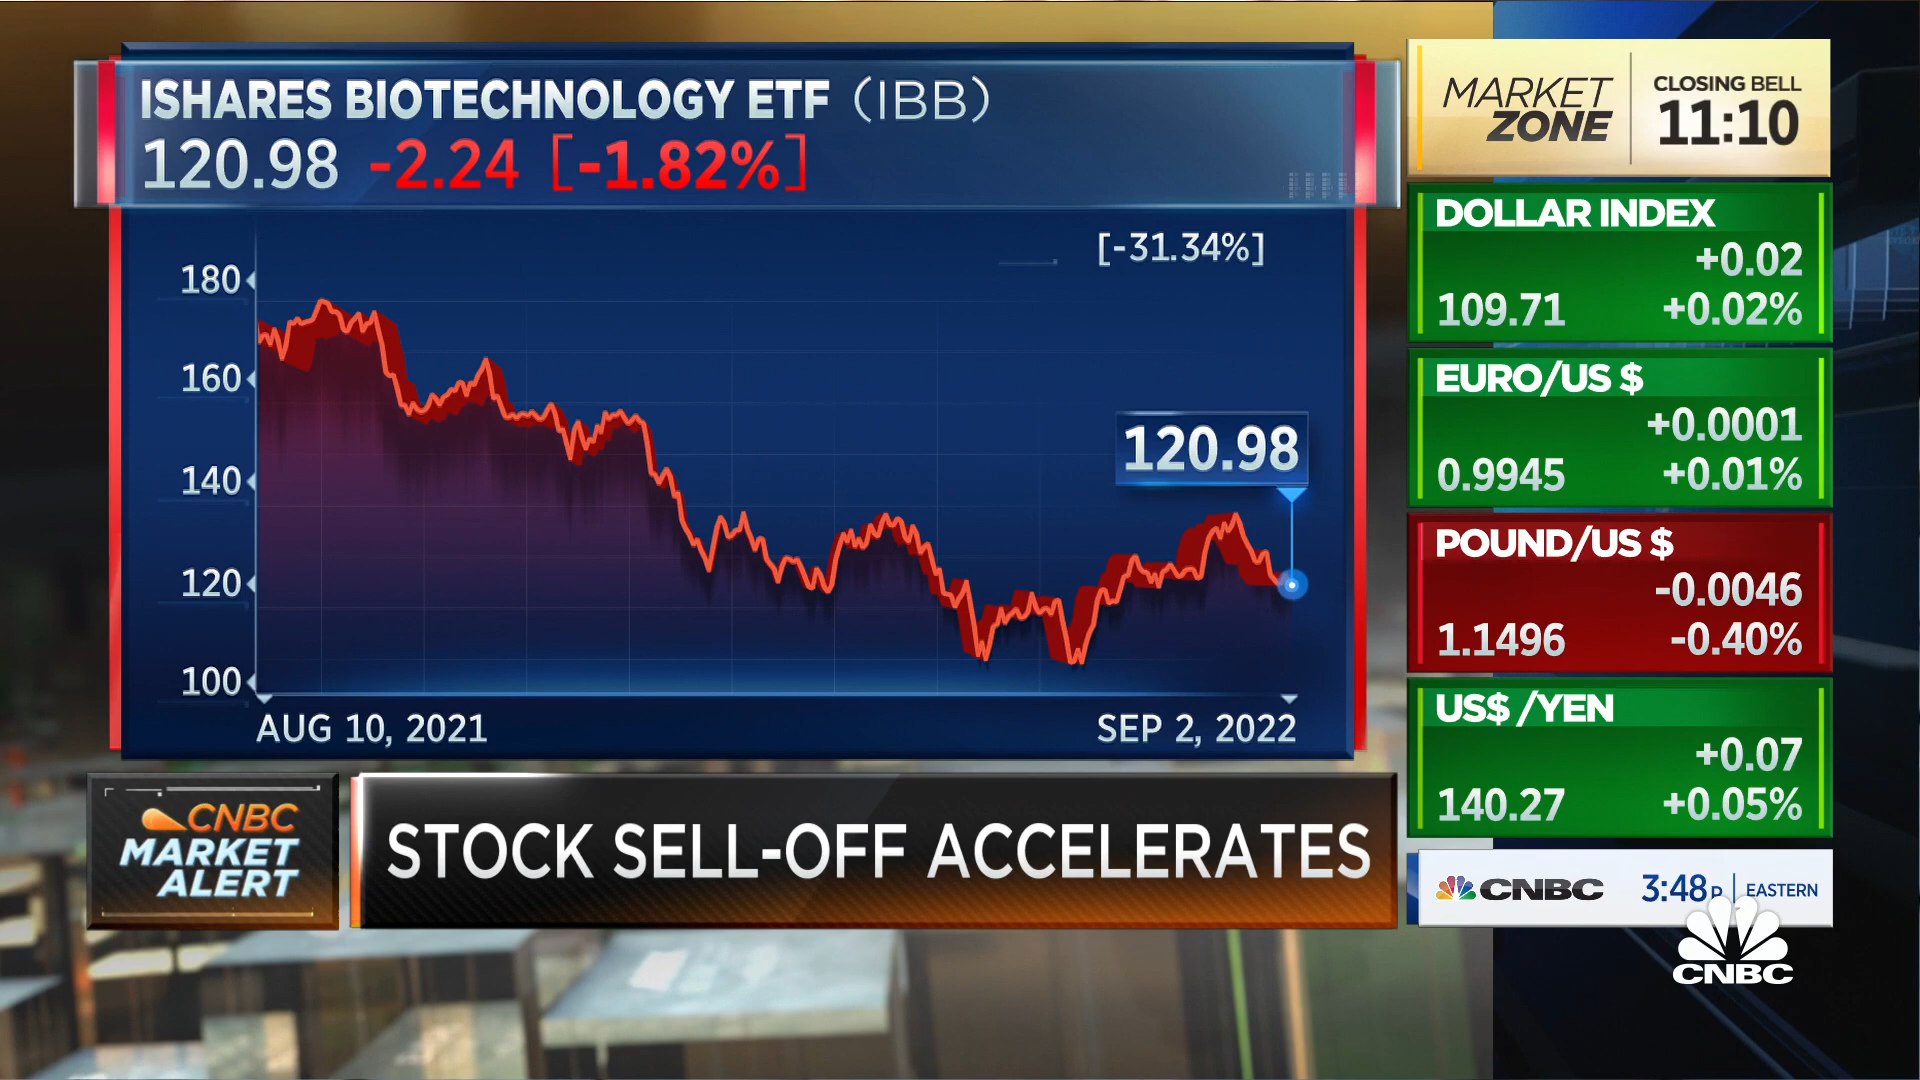 ISHARES BIOTECHNOLOGY ETF (IBB)
120.98 -2.24 [-1.82%]
[-31.34%]
180
160
140
120
100
120.98
AUG 10, 2021
SEP 2, 2022
CNBC
MARKET
ALERT
STOCK SELL-OFF ACCELERATES
MARKET
ZONE
CLOSING BELL
11:10
DOLLAR INDEX
+0.02
109.71 +0.02%
EURO/US $
+0.0001
0.9945 +0.01%
POUND/US $
-0.0046
1.1496 -0.40%
US$ /YEN
+0.07
140.27 +0.05%
CNBC 3:48P EASTERN
CNBC